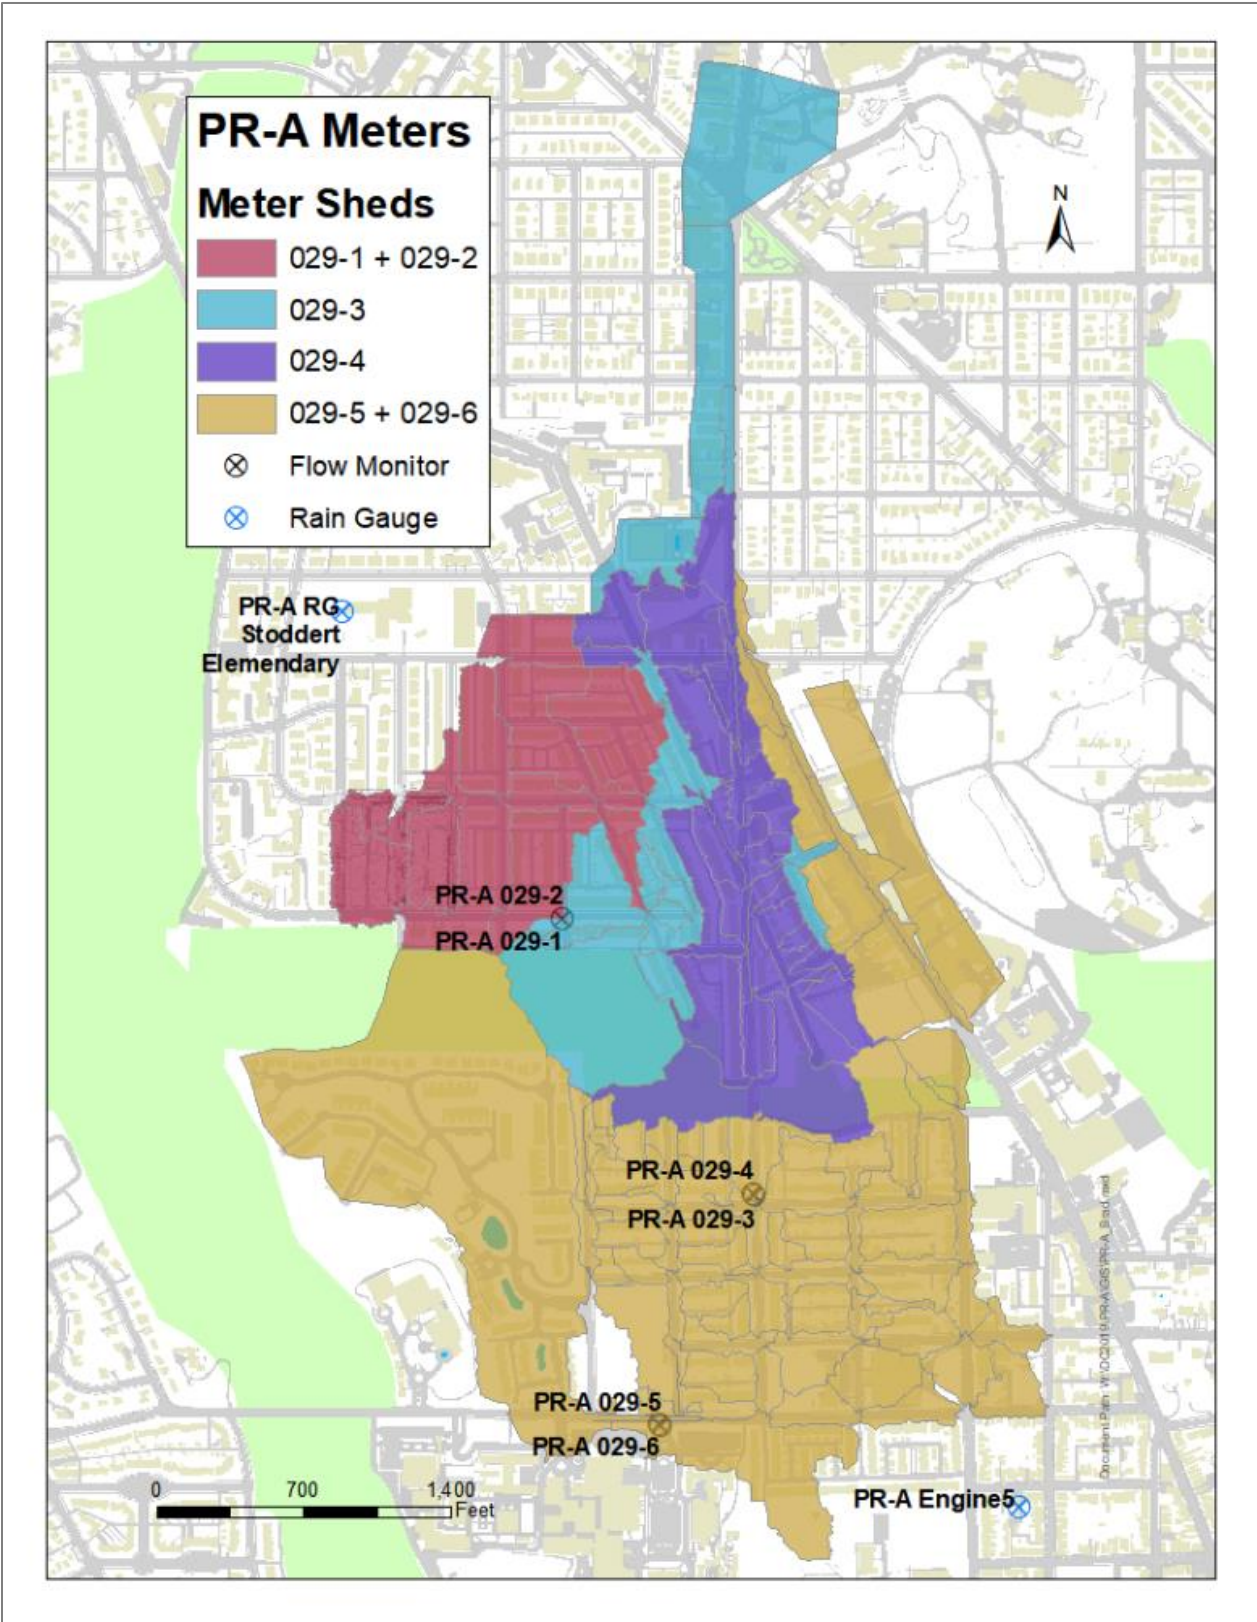 PR-A Meters
Meter Sheds
029-1 + 029-2
029-3
029-4
029-5 + 029-6
Flow Monitor
Rain Gauge
N
PR-A RG
Stoddert
Elemendary
PR-A 029-2
PR-A 029-1
PR-A 029-4
PR-A 029-3
PR-A 029-5
PR-A 029-6
PR-A Engine5
0 700 1,400
Feet
Document Path: